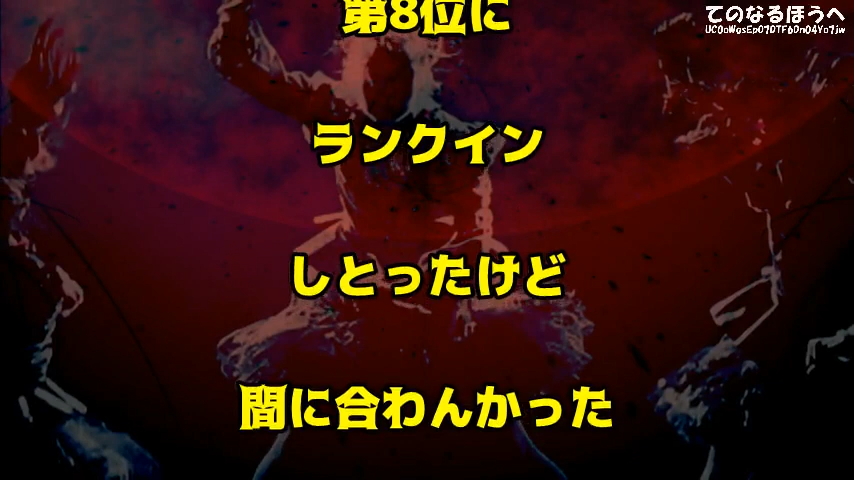 てのなるほうへ
第8位に
ランクイン
しとったけど
間に合わんかった